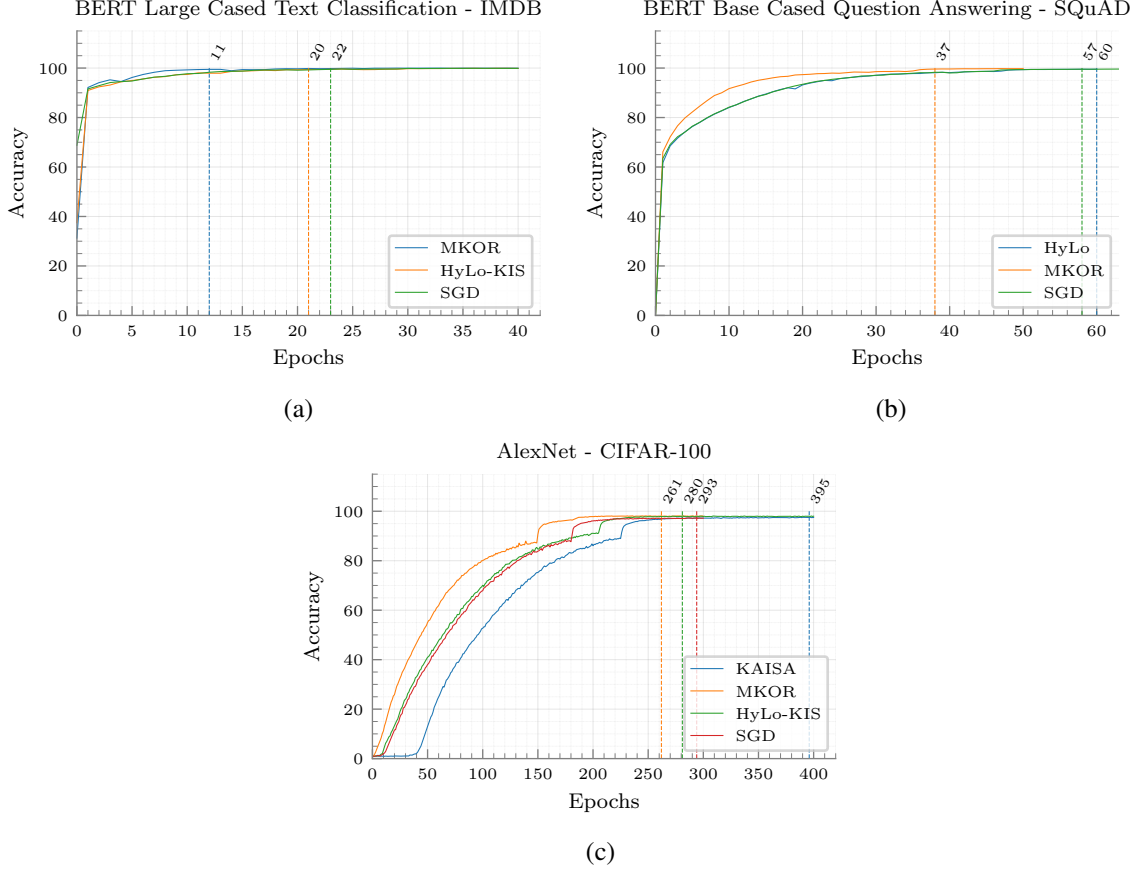 BERT Large Cased Text Classification - IMDB
11
20
22
100
80
60
40
20
0
Accuracy
MKOR
HyLo-KIS
SGD
0 5 10 15 20 25 30 35 40
Epochs
(a)
BERT Base Cased Question Answering - SQuAD
37
57
60
100
80
60
40
20
0
Accuracy
HyLo
MKOR
SGD
0 10 20 30 40 50 60
Epochs
(b)
AlexNet - CIFAR-100
261
280
293
395
100
80
60
40
20
0
Accuracy
KAISA
MKOR
HyLo-KIS
SGD
0 50 100 150 200 250 300 350 400
Epochs
(c)